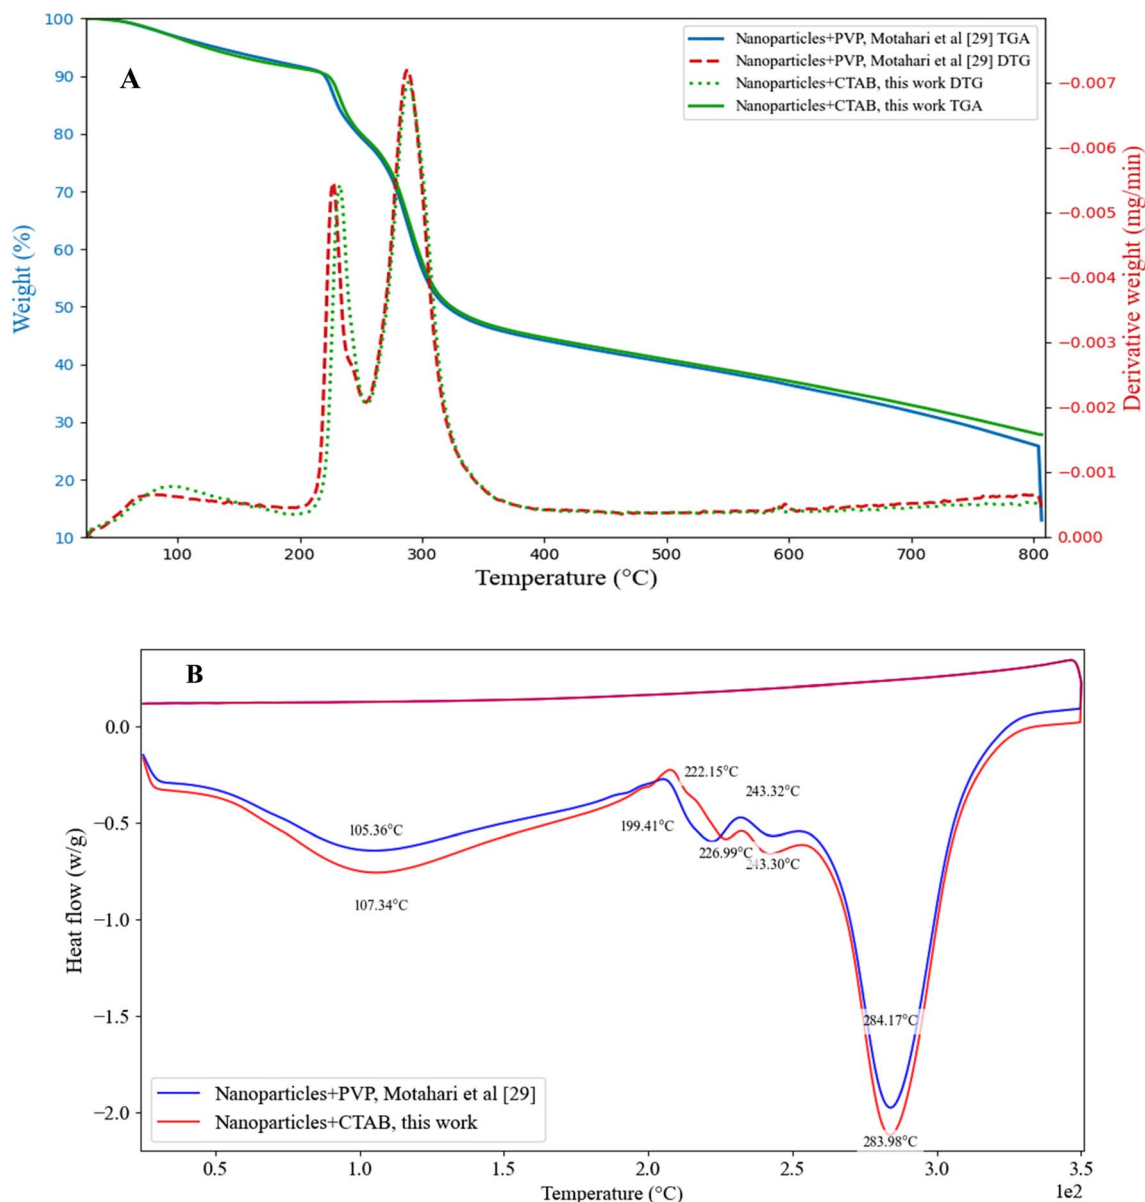 A
Nanoparticles+PVP, Motahari et al [29] TGA
Nanoparticles+PVP, Motahari et al [29] DTG
Nanoparticles+CTAB, this work DTG
Nanoparticles+CTAB, this work TGA
100
90
80
70
60
50
40
30
20
10
Weight (%)
−0.007
−0.006
−0.005
−0.004
−0.003
−0.002
−0.001
0.000
Derivative weight (mg/min)
100 200 300 400 500 600 700 800
Temperature (°C)
B
0.0
−0.5
−1.0
−1.5
−2.0
Heat flow (w/g)
105.36°C
107.34°C
199.41°C
222.15°C
226.99°C
243.32°C
243.30°C
284.17°C
283.98°C
Nanoparticles+PVP, Motahari et al [29]
Nanoparticles+CTAB, this work
0.5 1.0 1.5 2.0 2.5 3.0 3.5
1e2
Temperature (°C)